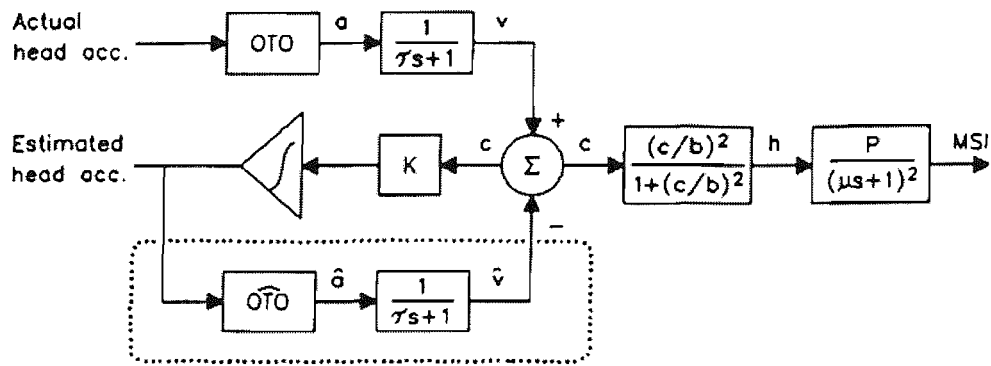 Actual
head acc.
OTO
a
1
τs+1
v
+
Estimated
head acc.
∫
K
c
Σ
c
(c/b)²
1+(c/b)²
h
P
(μs+1)²
MSI
−
OTÔ
â
1
τs+1
v̂